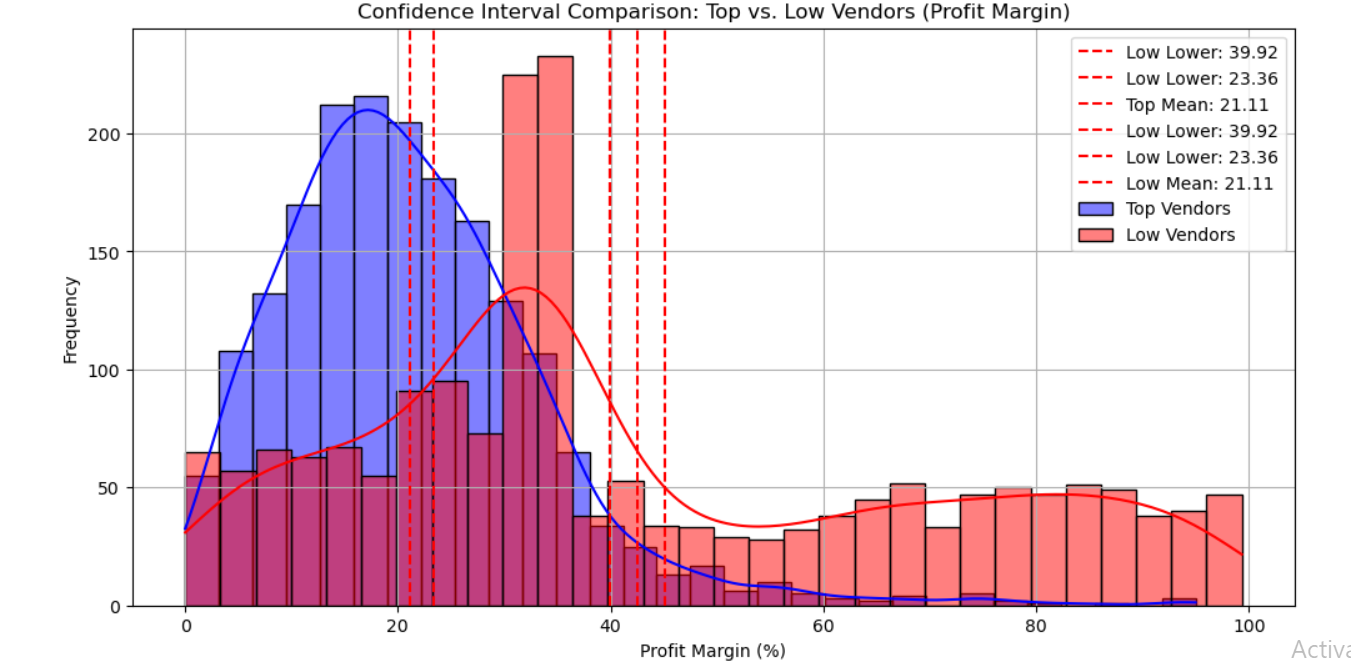 Confidence Interval Comparison: Top vs. Low Vendors (Profit Margin)
Low Lower: 39.92
Low Lower: 23.36
Top Mean: 21.11
Low Lower: 39.92
Low Lower: 23.36
Low Mean: 21.11
Top Vendors
Low Vendors
Frequency
200
150
100
50
0
0 20 40 60 80 100
Profit Margin (%)
Activa